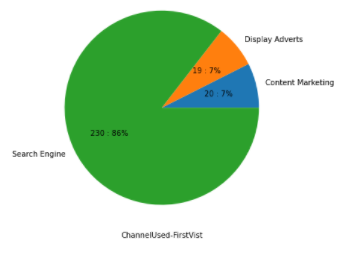 Display Adverts
19 : 7%
Content Marketing
20 : 7%
230 : 86%
Search Engine
ChannelUsed-FirstVist